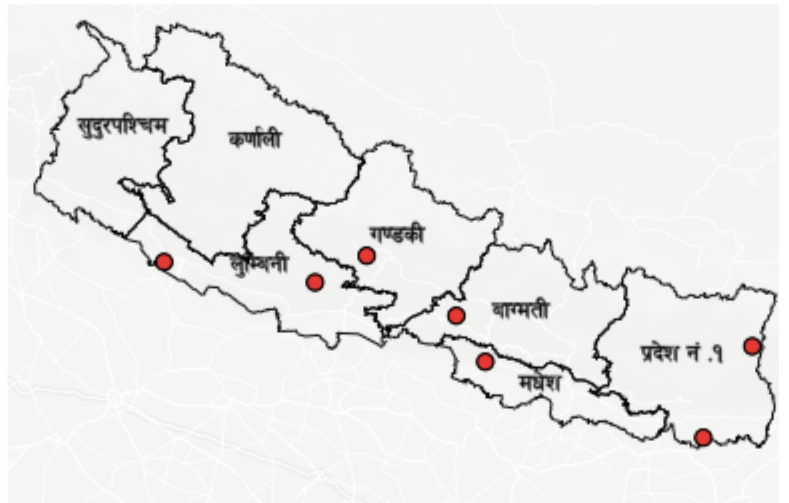 सुदुरपश्चिम
कर्णाली
गण्डकी
लुम्बिनी
बाग्मती
प्रदेश नं .१
मधेश